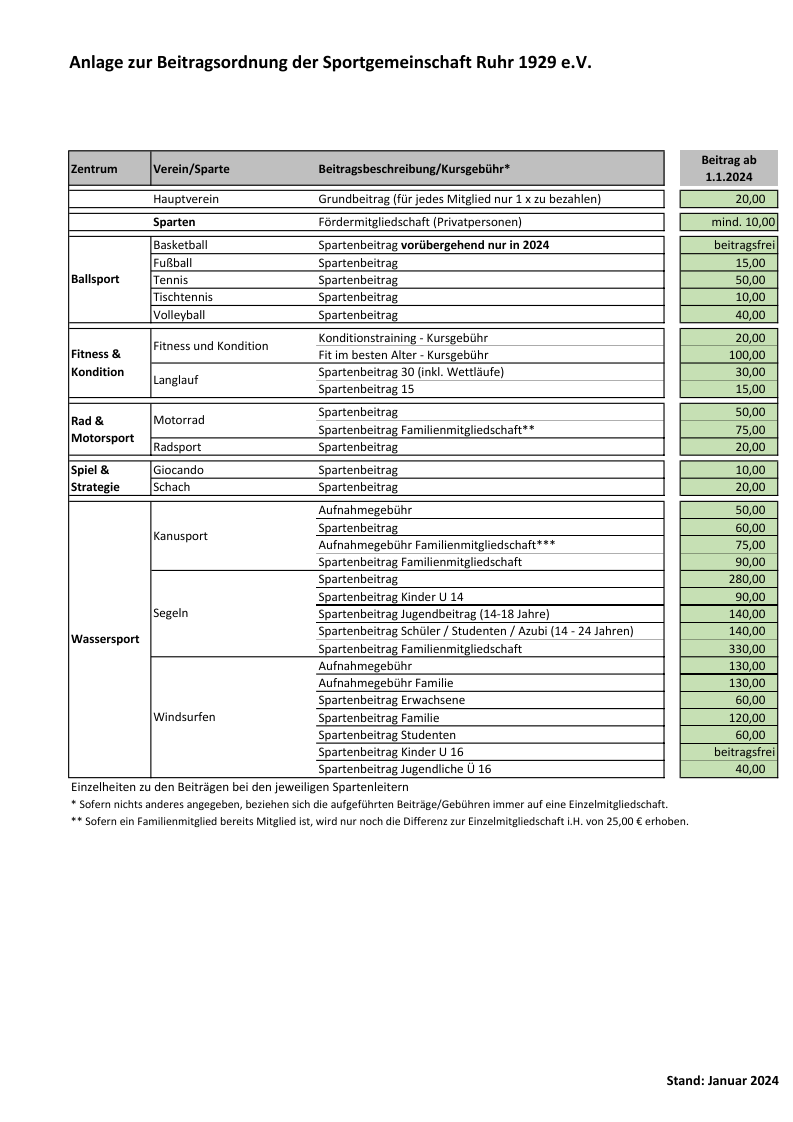 Anlage zur Beitragsordnung der Sportgemeinschaft Ruhr 1929 e.V.
Zentrum Verein/Sparte Beitragsbeschreibung/Kursgebühr* Beitrag ab
1.1.2024
Hauptverein Grundbeitrag (für jedes Mitglied nur 1 x zu bezahlen) 20,00
Sparten Fördermitgliedschaft (Privatpersonen) mind. 10,00
Ballsport
Basketball Spartenbeitrag vorübergehend nur in 2024 beitragsfrei
Fußball Spartenbeitrag 15,00
Tennis Spartenbeitrag 50,00
Tischtennis Spartenbeitrag 10,00
Volleyball Spartenbeitrag 40,00
Fitness &
Kondition
Fitness und Kondition
Konditionstraining - Kursgebühr 20,00
Fit im besten Alter - Kursgebühr 100,00
Langlauf
Spartenbeitrag 30 (inkl. Wettläufe) 30,00
Spartenbeitrag 15 15,00
Rad &
Motorsport
Motorrad
Spartenbeitrag 50,00
Spartenbeitrag Familienmitgliedschaft** 75,00
Radsport Spartenbeitrag 20,00
Spiel &
Strategie
Giocando Spartenbeitrag 10,00
Schach Spartenbeitrag 20,00
Wassersport
Kanusport
Aufnahmegebühr 50,00
Spartenbeitrag 60,00
Aufnahmegebühr Familienmitgliedschaft*** 75,00
Spartenbeitrag Familienmitgliedschaft 90,00
Segeln
Spartenbeitrag 280,00
Spartenbeitrag Kinder U 14 90,00
Spartenbeitrag Jugendbeitrag (14-18 Jahre) 140,00
Spartenbeitrag Schüler / Studenten / Azubi (14 - 24 Jahren) 140,00
Spartenbeitrag Familienmitgliedschaft 330,00
Windsurfen
Aufnahmegebühr 130,00
Aufnahmegebühr Familie 130,00
Spartenbeitrag Erwachsene 60,00
Spartenbeitrag Familie 120,00
Spartenbeitrag Studenten 60,00
Spartenbeitrag Kinder U 16 beitragsfrei
Spartenbeitrag Jugendliche Ü 16 40,00
Einzelheiten zu den Beiträgen bei den jeweiligen Spartenleitern
* Sofern nichts anderes angegeben, beziehen sich die aufgeführten Beiträge/Gebühren immer auf eine Einzelmitgliedschaft.
** Sofern ein Familienmitglied bereits Mitglied ist, wird nur noch die Differenz zur Einzelmitgliedschaft i.H. von 25,00 € erhoben.
Stand: Januar 2024